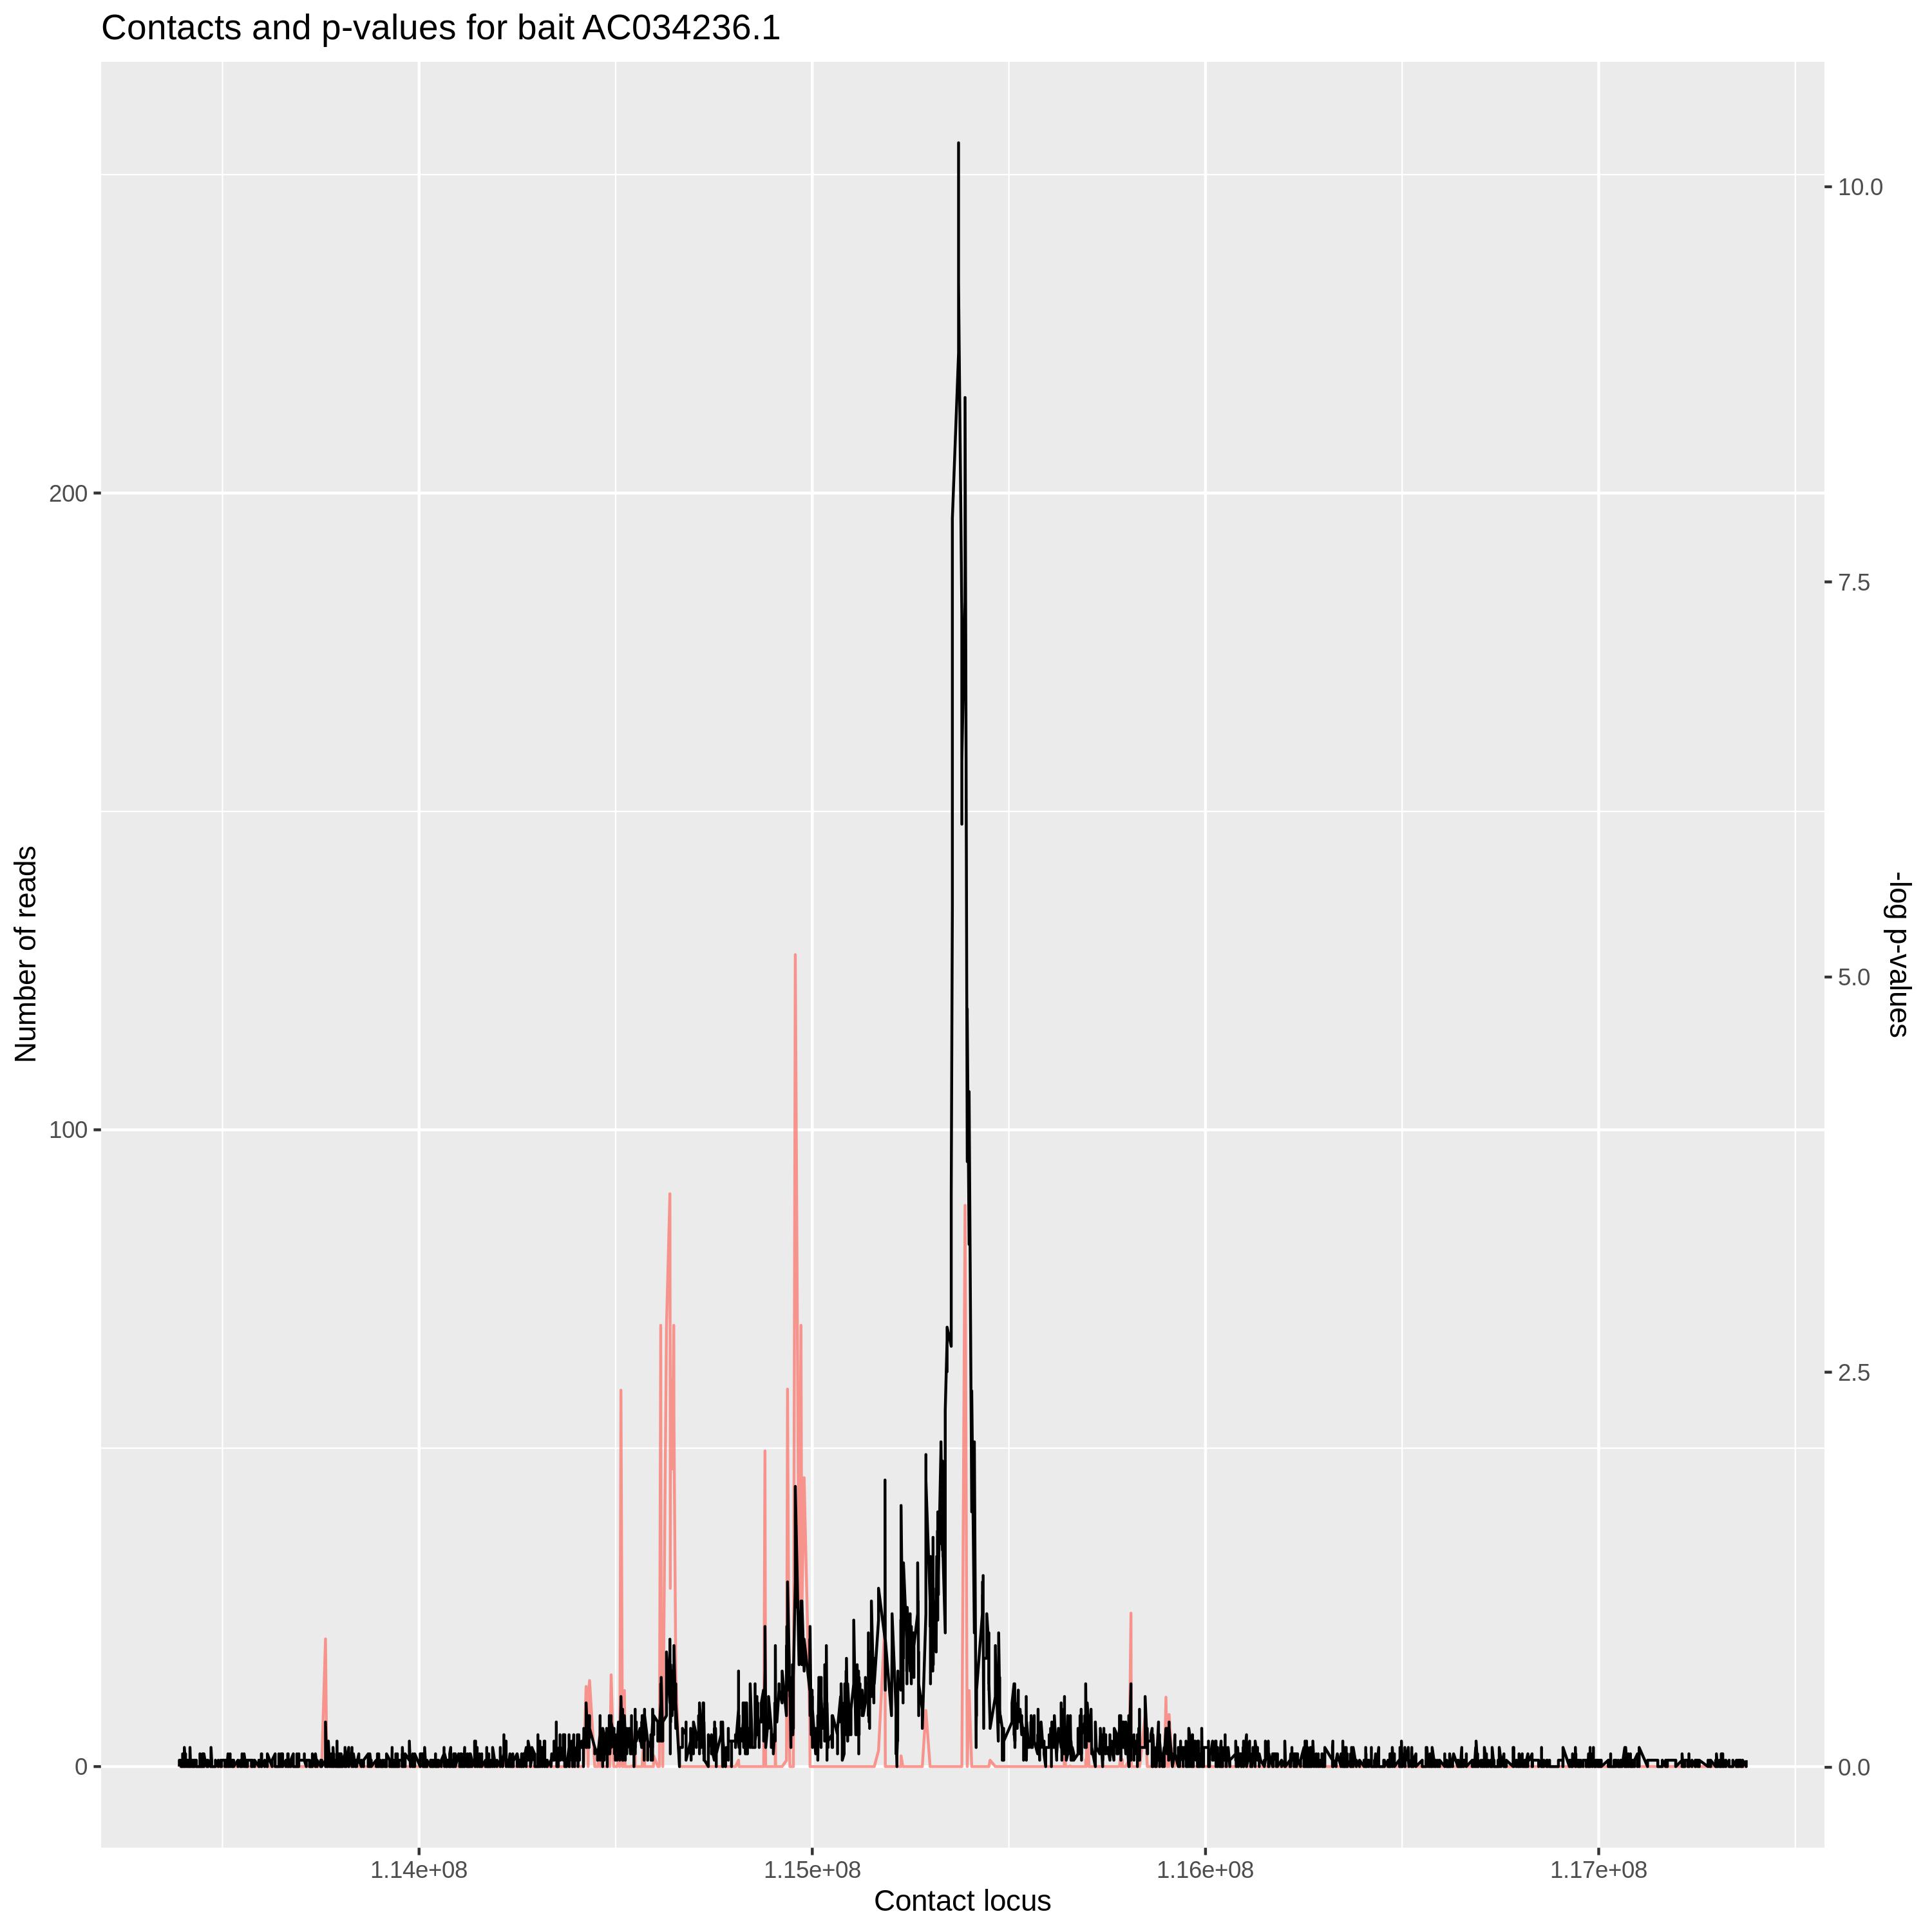 Contacts and p-values for bait AC034236.1
200
100
0
Number of reads
10.0
7.5
5.0
2.5
0.0
-log p-values
1.14e+08
1.15e+08
1.16e+08
1.17e+08
Contact locus